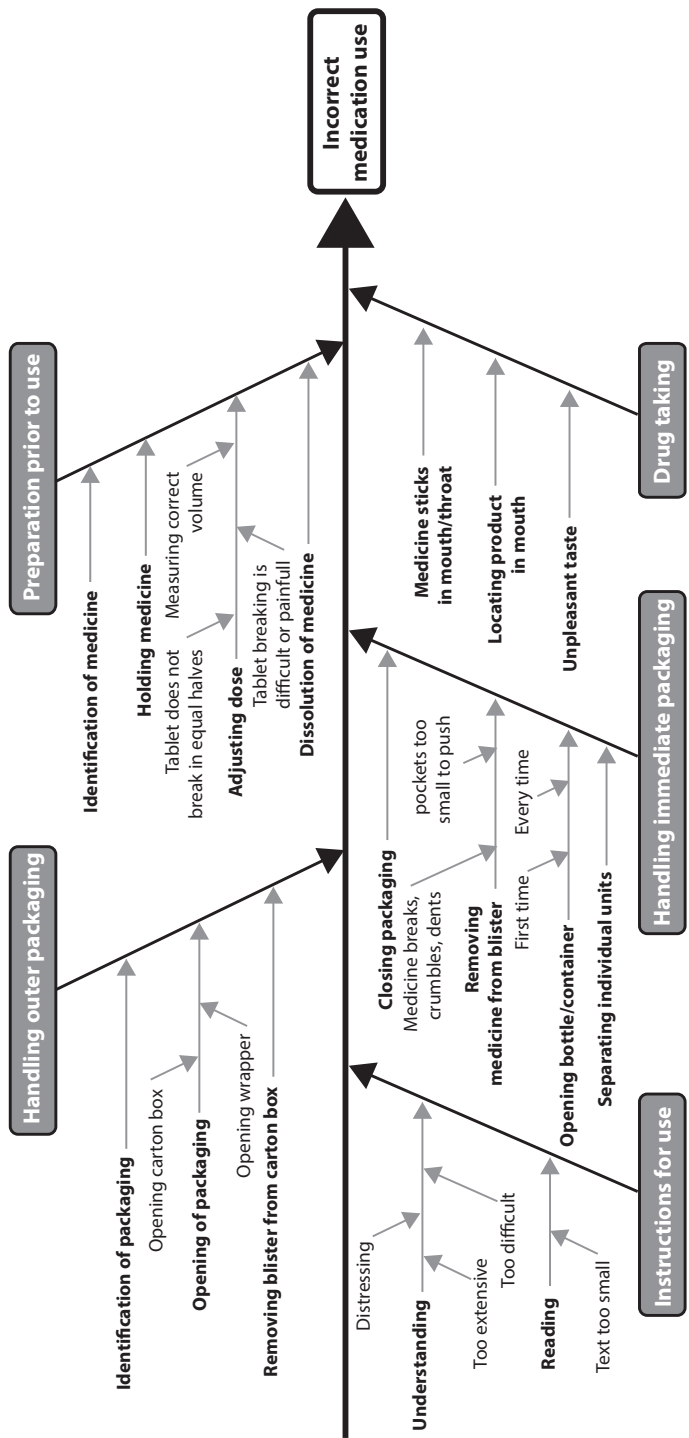 Handling outer packaging
Identification of packaging
Opening carton box
Opening of packaging
Opening wrapper
Removing blister from carton box
Preparation prior to use
Identification of medicine
Holding medicine
Tablet does not
break in equal halves
Measuring correct
volume
Adjusting dose
Tablet breaking is
difficult or painfull
Dissolution of medicine
Incorrect
medication use
Distressing
Understanding
Too extensive
Too difficult
Reading
Text too small
Instructions for use
Closing packaging
Medicine breaks,
crumbles, dents
pockets too
small to push
Removing
medicine from blister
First time
Every time
Opening bottle/container
Separating individual units
Handling immediate packaging
Medicine sticks
in mouth/throat
Locating product
in mouth
Unpleasant taste
Drug taking